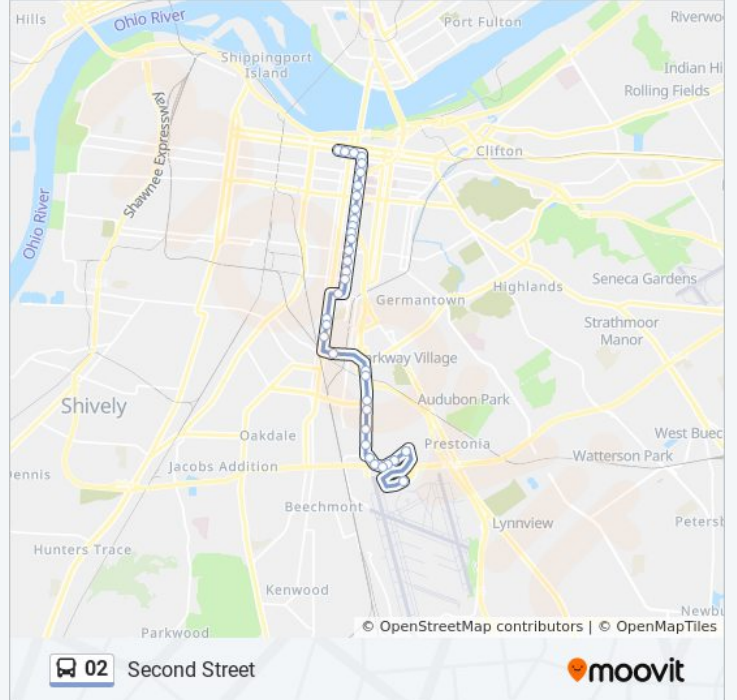 Hills
Ohio River
Port Fulton
Riverwo
Shippingport
Island
Indian Hi
Rolling Fields
Shawnee Expressway
Clifton
Ohio River
Seneca Gardens
Highlands
Germantown
Strathmoor
Manor
arkway Village
Shively
Audubon Park
Oakdale
Prestonia
West Buec
Watterson Park
Jacobs Addition
ennis
Beechmont
Lynnview
Petersb
Hunters Trace
Kenwood
Newbu
Parkwood
© OpenStreetMap contributors | © OpenMapTiles
02 Second Street
moovit